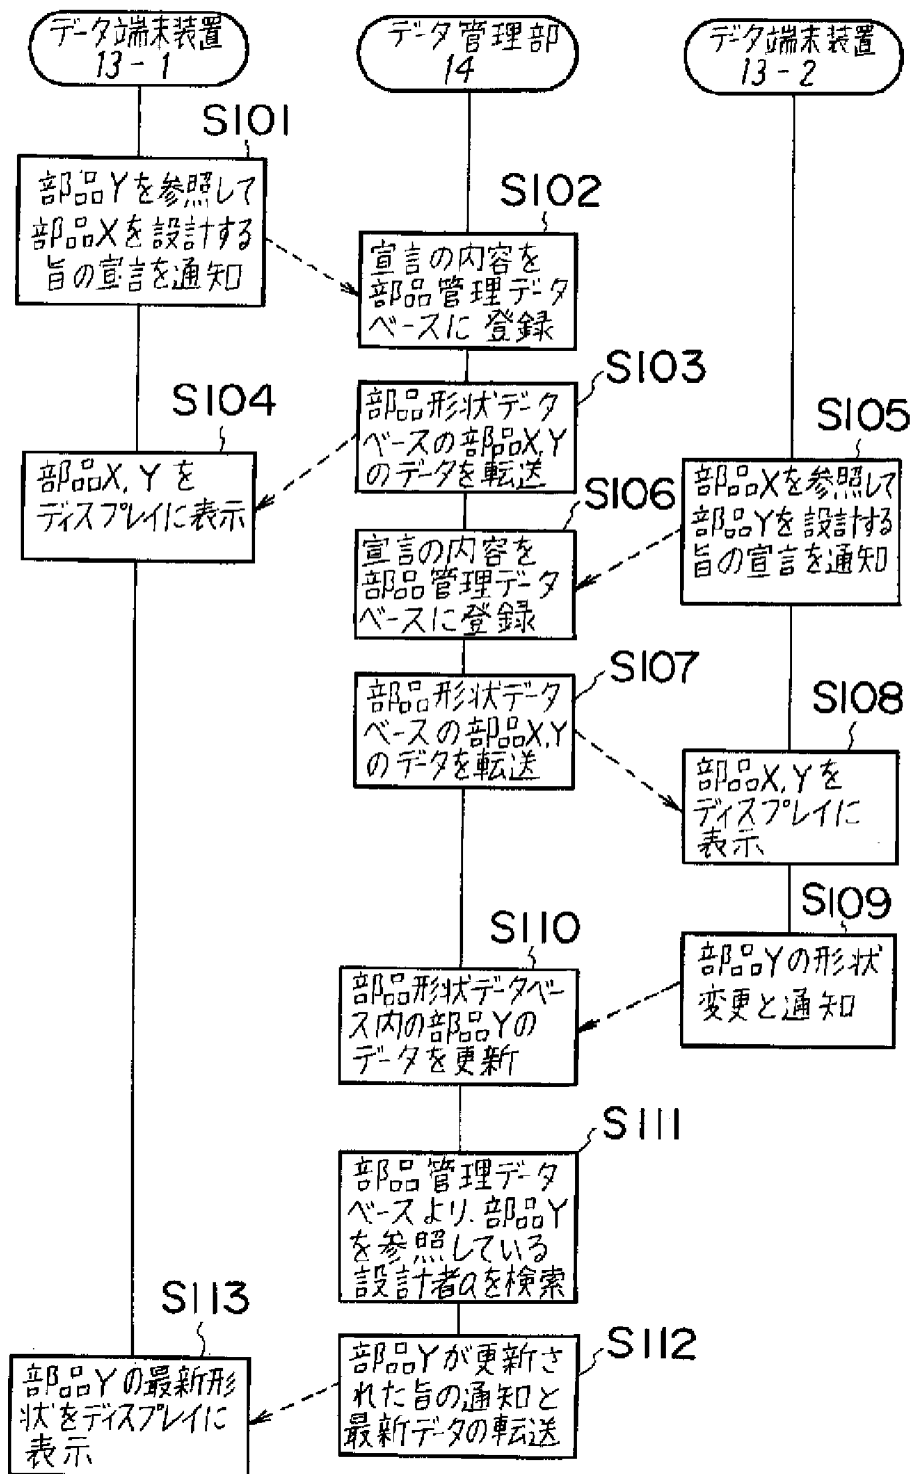 データ端末装置
13-1
データ管理部
14
データ端末装置
13-2
S101
部品Yを参照して
部品Xを設計する
旨の宣言を通知
S102
宣言の内容を
部品管理データ
ベースに登録
S103
部品形状データ
ベースの部品X,Y
のデータを転送
S104
部品X,Yを
ディスプレイに表示
S105
部品Xを参照して
部品Yを設計する
旨の宣言を通知
S106
宣言の内容を
部品管理データ
ベースに登録
S107
部品形状データ
ベースの部品X,Y
のデータを転送
S108
部品X,Yを
ディスプレイに
表示
S109
部品Yの形状
変更と通知
S110
部品形状データベー
ス内の部品Yの
データを更新
S111
部品管理データ
ベースより、部品Y
を参照している
設計者aを検索
S112
部品Yが更新さ
れた旨の通知と
最新データの転送
S113
部品Yの最新形
状をディスプレイに
表示